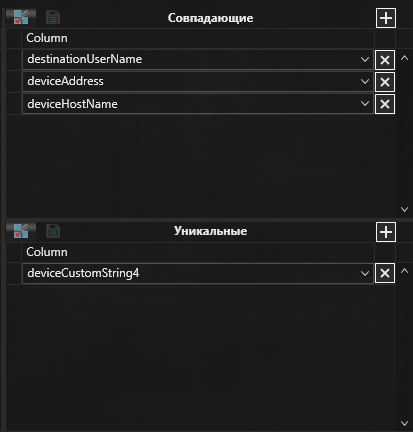 Совпадающие
Column
destinationUserName
deviceAddress
deviceHostName
Уникальные
Column
deviceCustomString4